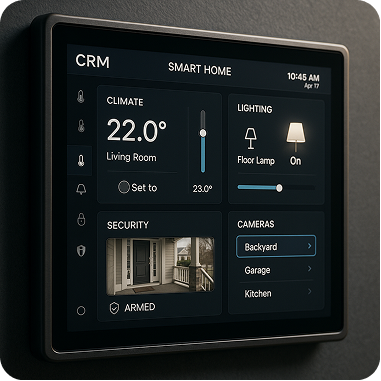 CRM
SMART HOME
10:45 AM
Apr 17
CLIMATE
22.0°
Living Room
Set to
23.0°
LIGHTING
Floor Lamp
On
SECURITY
ARMED
CAMERAS
Backyard
Garage
Kitchen